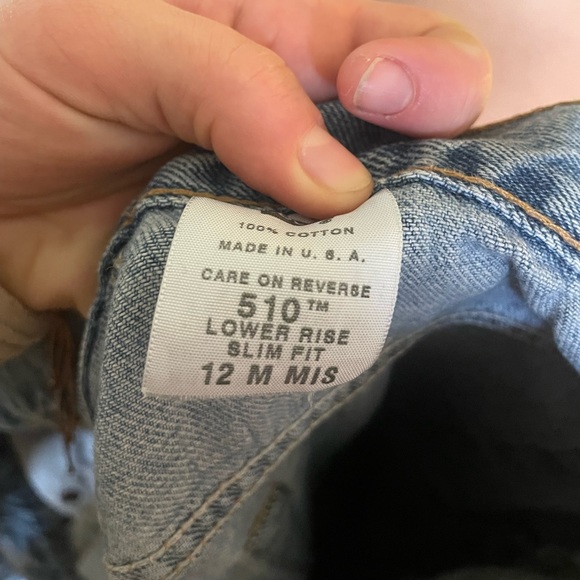 100% COTTON
MADE IN U. S. A.
CARE ON REVERSE
510™
LOWER RISE
SLIM FIT
12 M MIS